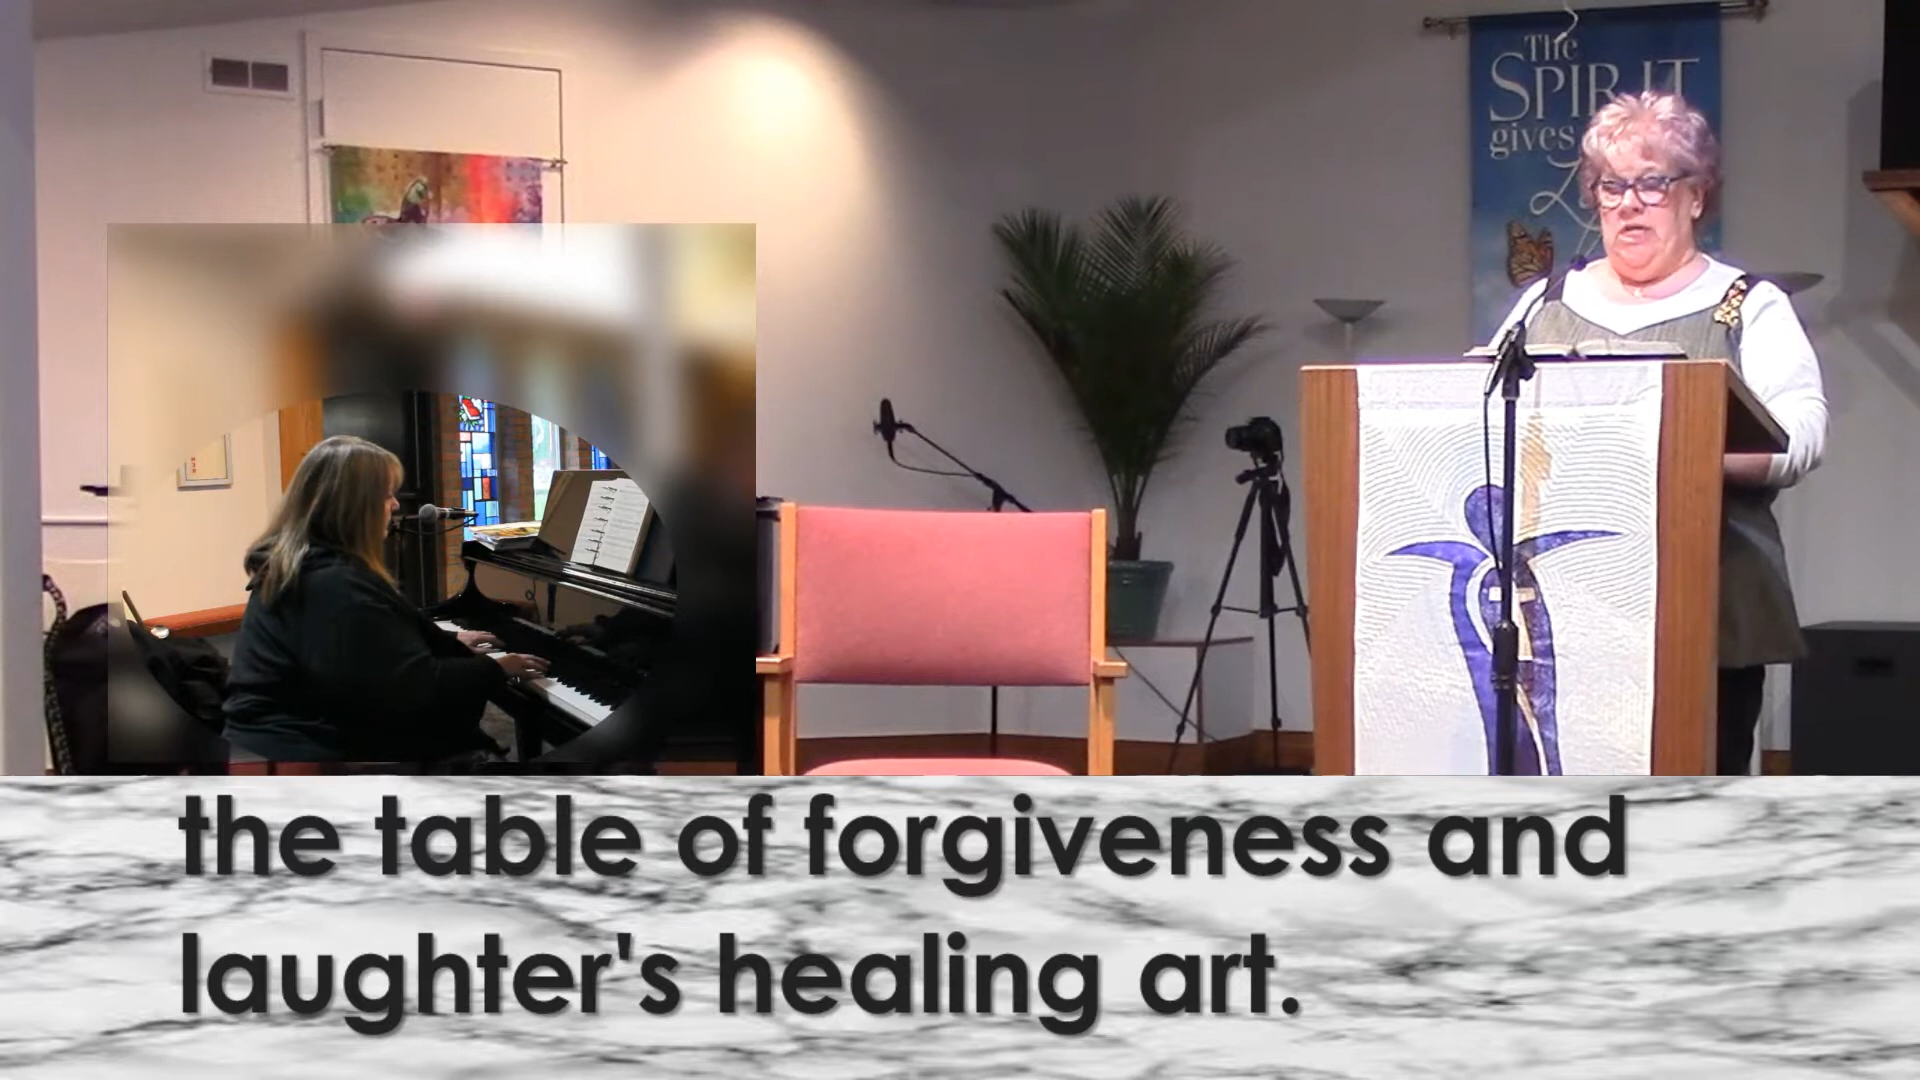 The
SPIRIT
gives
the table of forgiveness and
laughter's healing art.